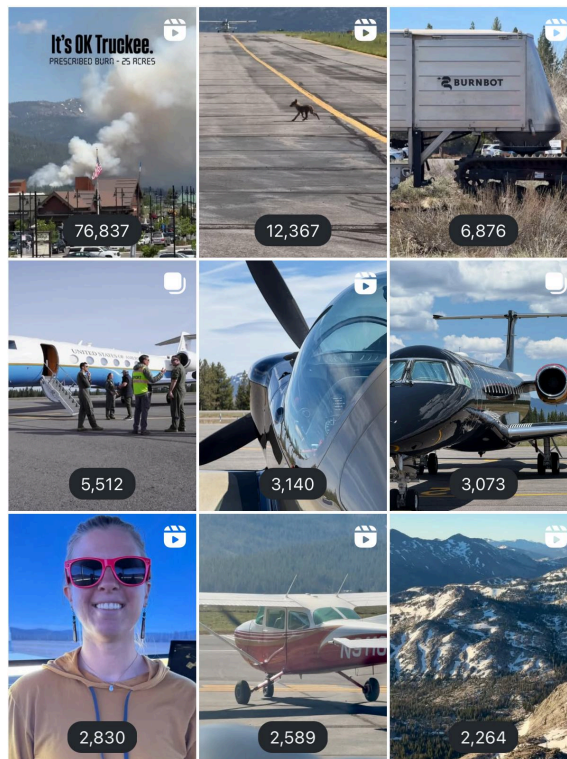 It's OK Truckee.
PRESCRIBED BURN - 25 ACRES
76,837
12,367
BURNBOT
6,876
UNITED STATES OF
5,512
3,140
3,073
2,830
2,589
2,264